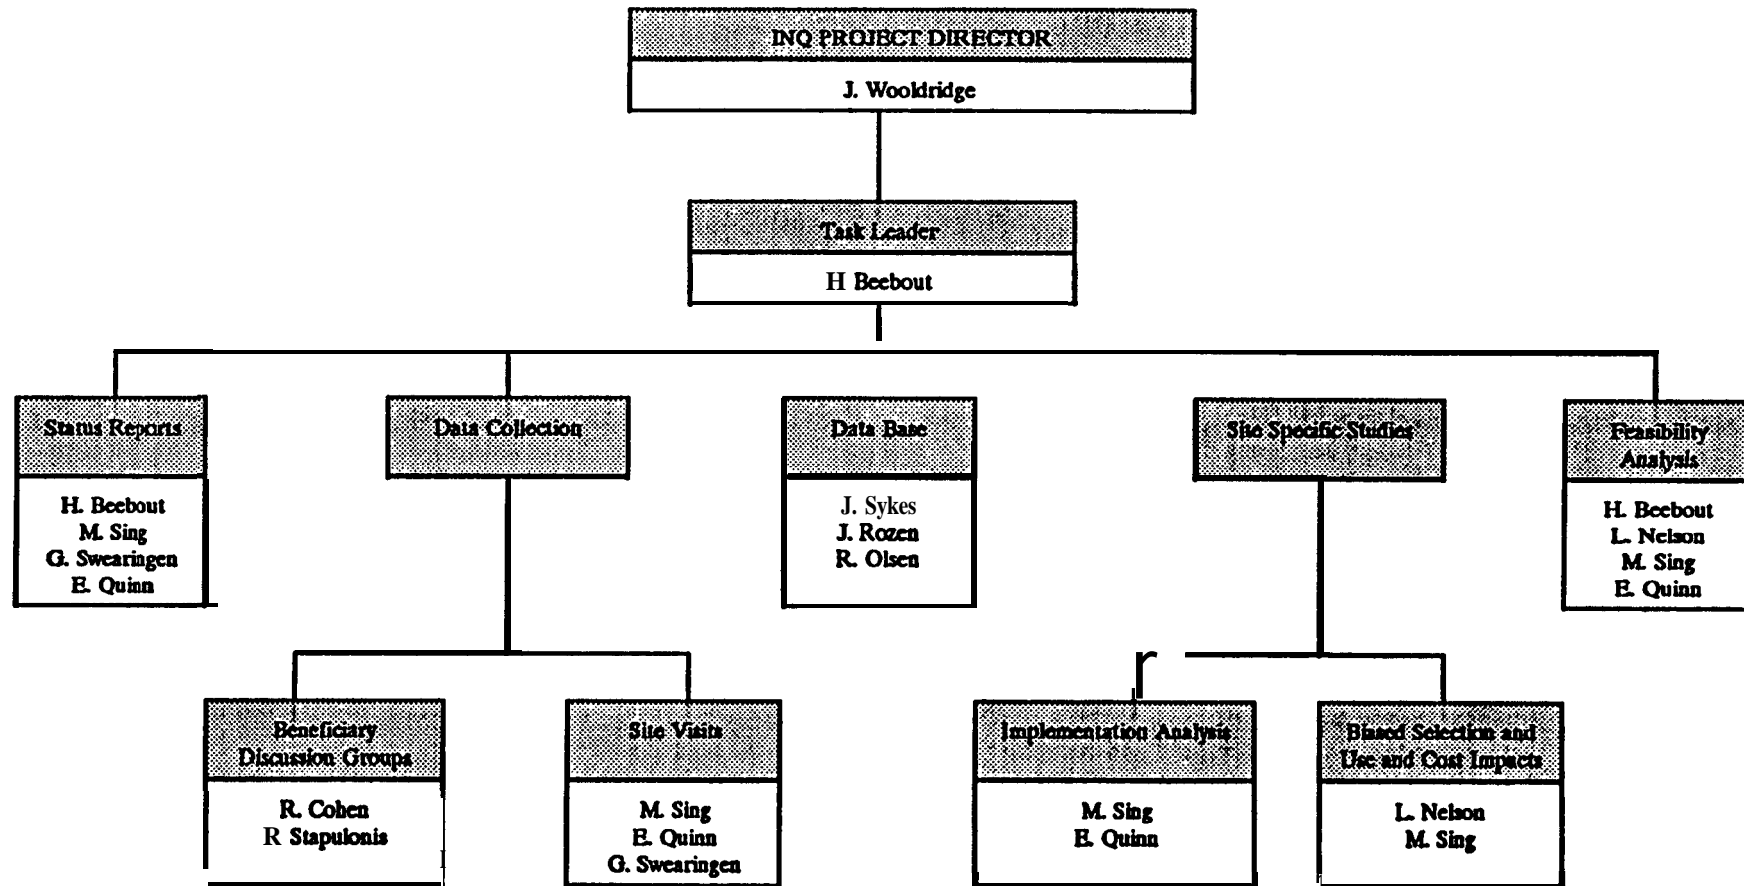 INQ PROJECT DIRECTOR
J. Wooldridge
Task Leader
H Beebout
Status Reports
H. Beebout
M. Sing
G. Swearingen
E. Quinn
Data Collection
Data Base
J. Sykes
J. Rozen
R. Olsen
Site Specific Studies
Feasibility
Analysis
H. Beebout
L. Nelson
M. Sing
E. Quinn
Beneficiary
Discussion Groups
R. Cohen
R Stapulonis
Site Visits
M. Sing
E. Quinn
G. Swearingen
Implementation Analysis
M. Sing
E. Quinn
Biased Selection and
Use and Cost Impacts
L. Nelson
M. Sing